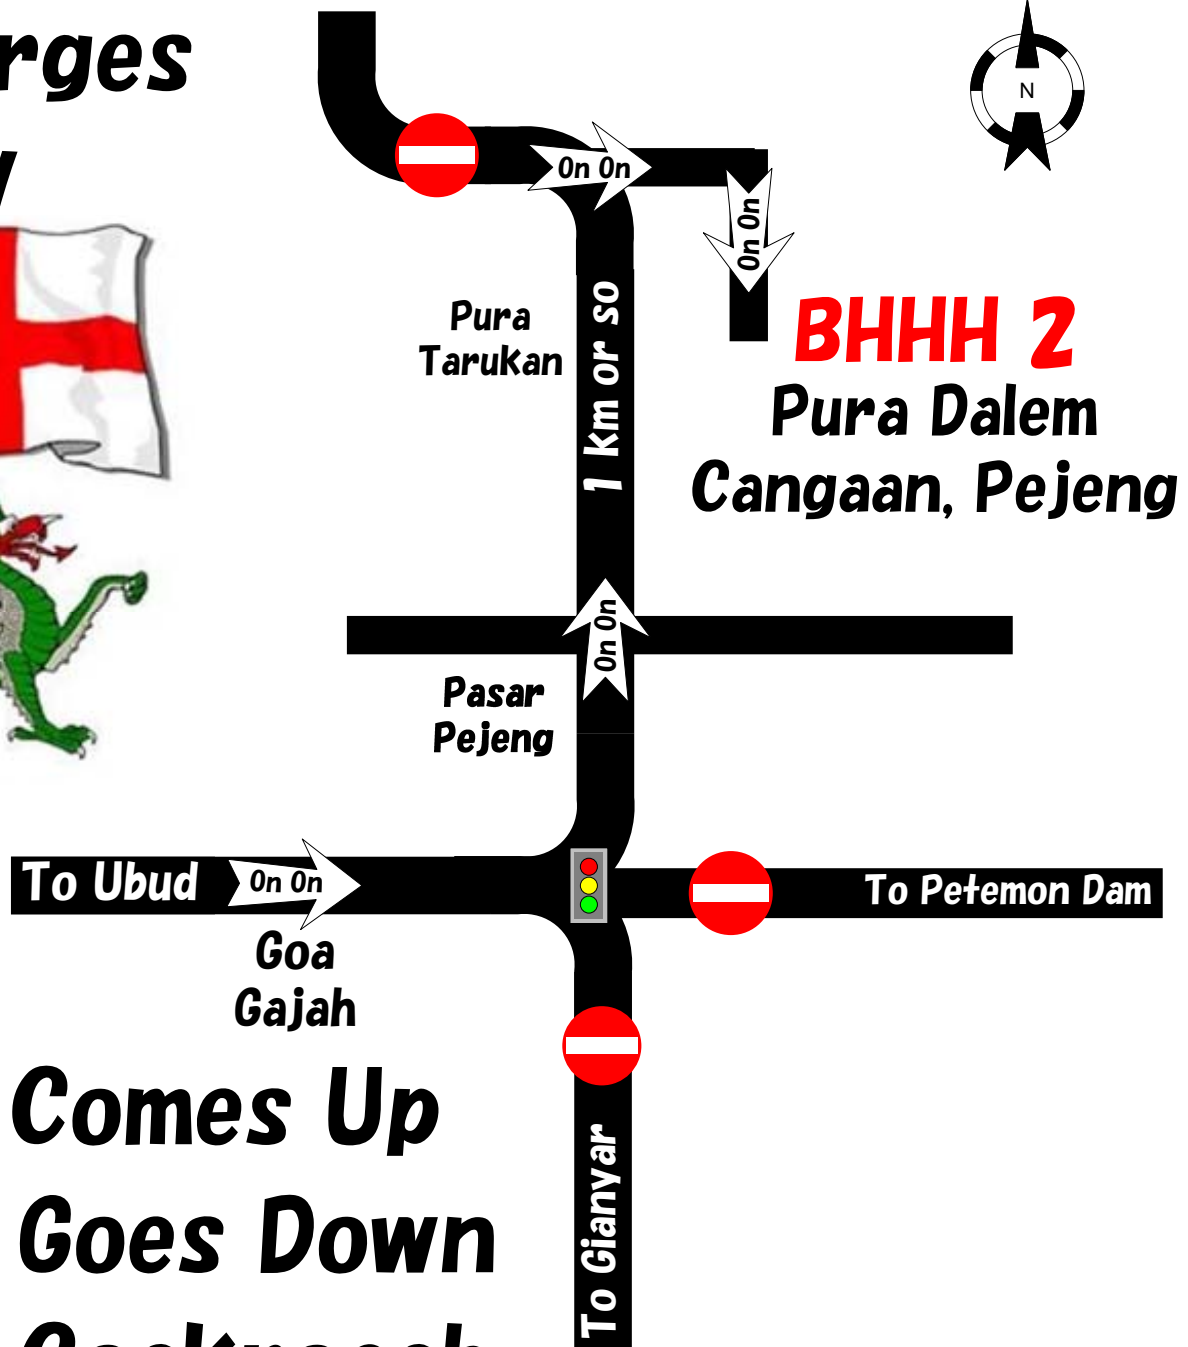 rges
y
N
On On
On On
1 km or so
Pura
Tarukan
BHHH 2
Pura Dalem
Cangaan, Pejeng
On On
Pasar
Pejeng
To Ubud
On On
To Petemon Dam
Goa
Gajah
To Gianyar
Comes Up
Goes Down